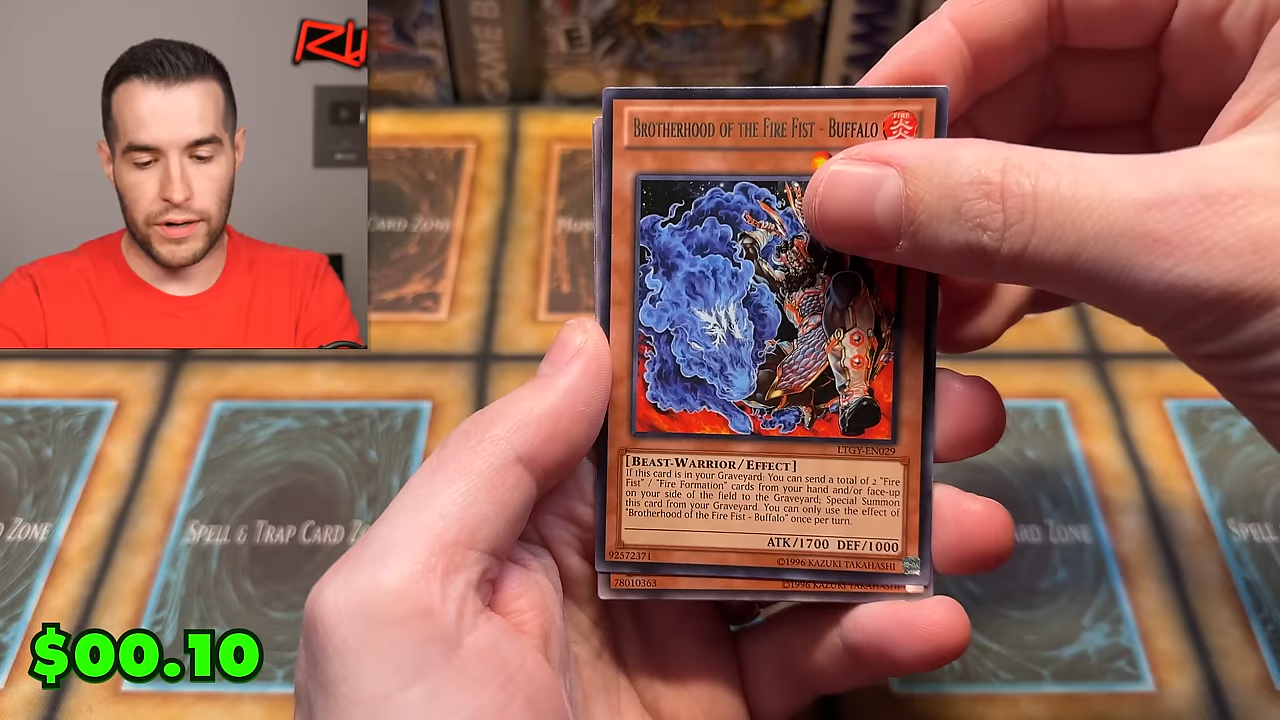 GAME B
BROTHERHOOD OF THE FIRE FIST - BUFFALO
FIRE
炎
CARD ZONE
LTGY-EN029
[BEAST-WARRIOR/EFFECT]
If this card is in your Graveyard: You can send a total of 2 "Fire
Fist" / "Fire Formation" cards from your hand and/or face-up
on your side of the field to the Graveyard; Special Summon
this card from your Graveyard. You can only use the effect of
"Brotherhood of the Fire Fist - Buffalo" once per turn.
ATK/1700 DEF/1000
92572371
©1996 KAZUKI TAKAHASHI
78010363
©1996 KAZUKI TAKAHASHI
ZONE
SPELL & TRAP CARD ZO
ARD ZONE
SPELL
$00.10